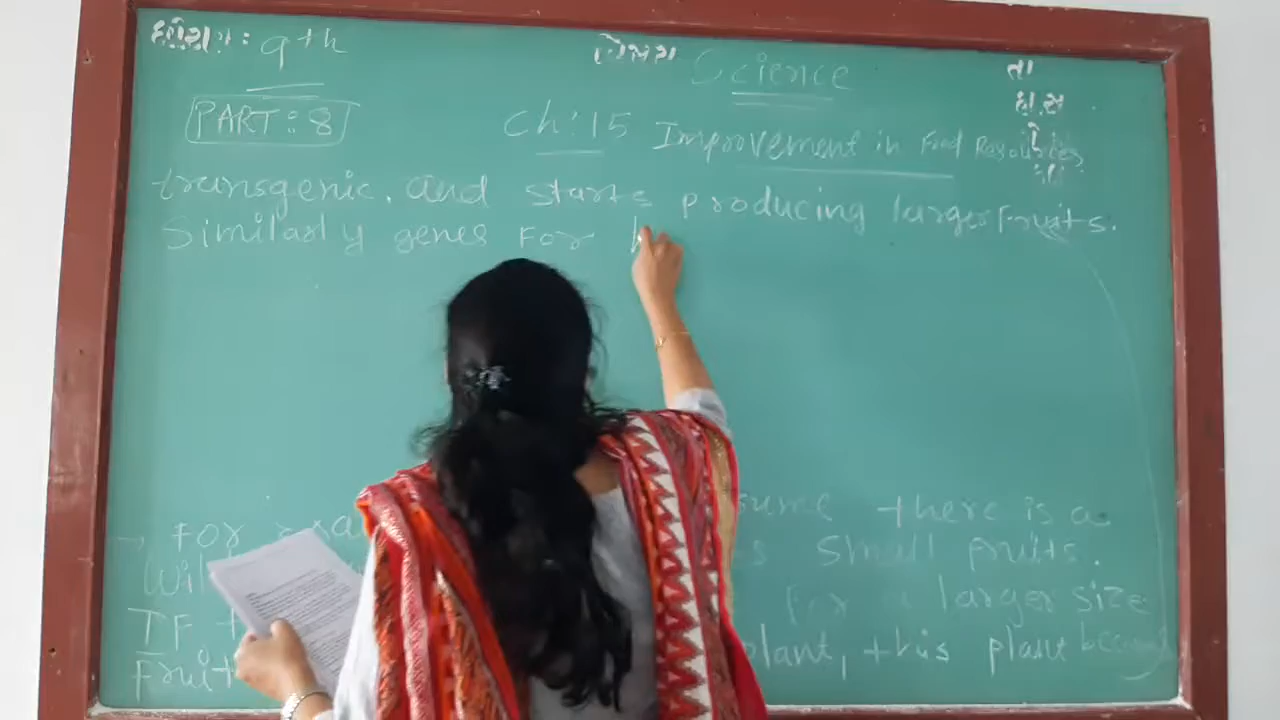 ધોરણ : 9th
વિષય Science
તા
PART : 8
Ch : 15 Improvement in Food Resources
transgenic. and starts producing larger fruits.
Similarly genes For h
→ For sume there is a
Wil s small fruits.
IF t for a larger size
Fruit plant, this plant becomes